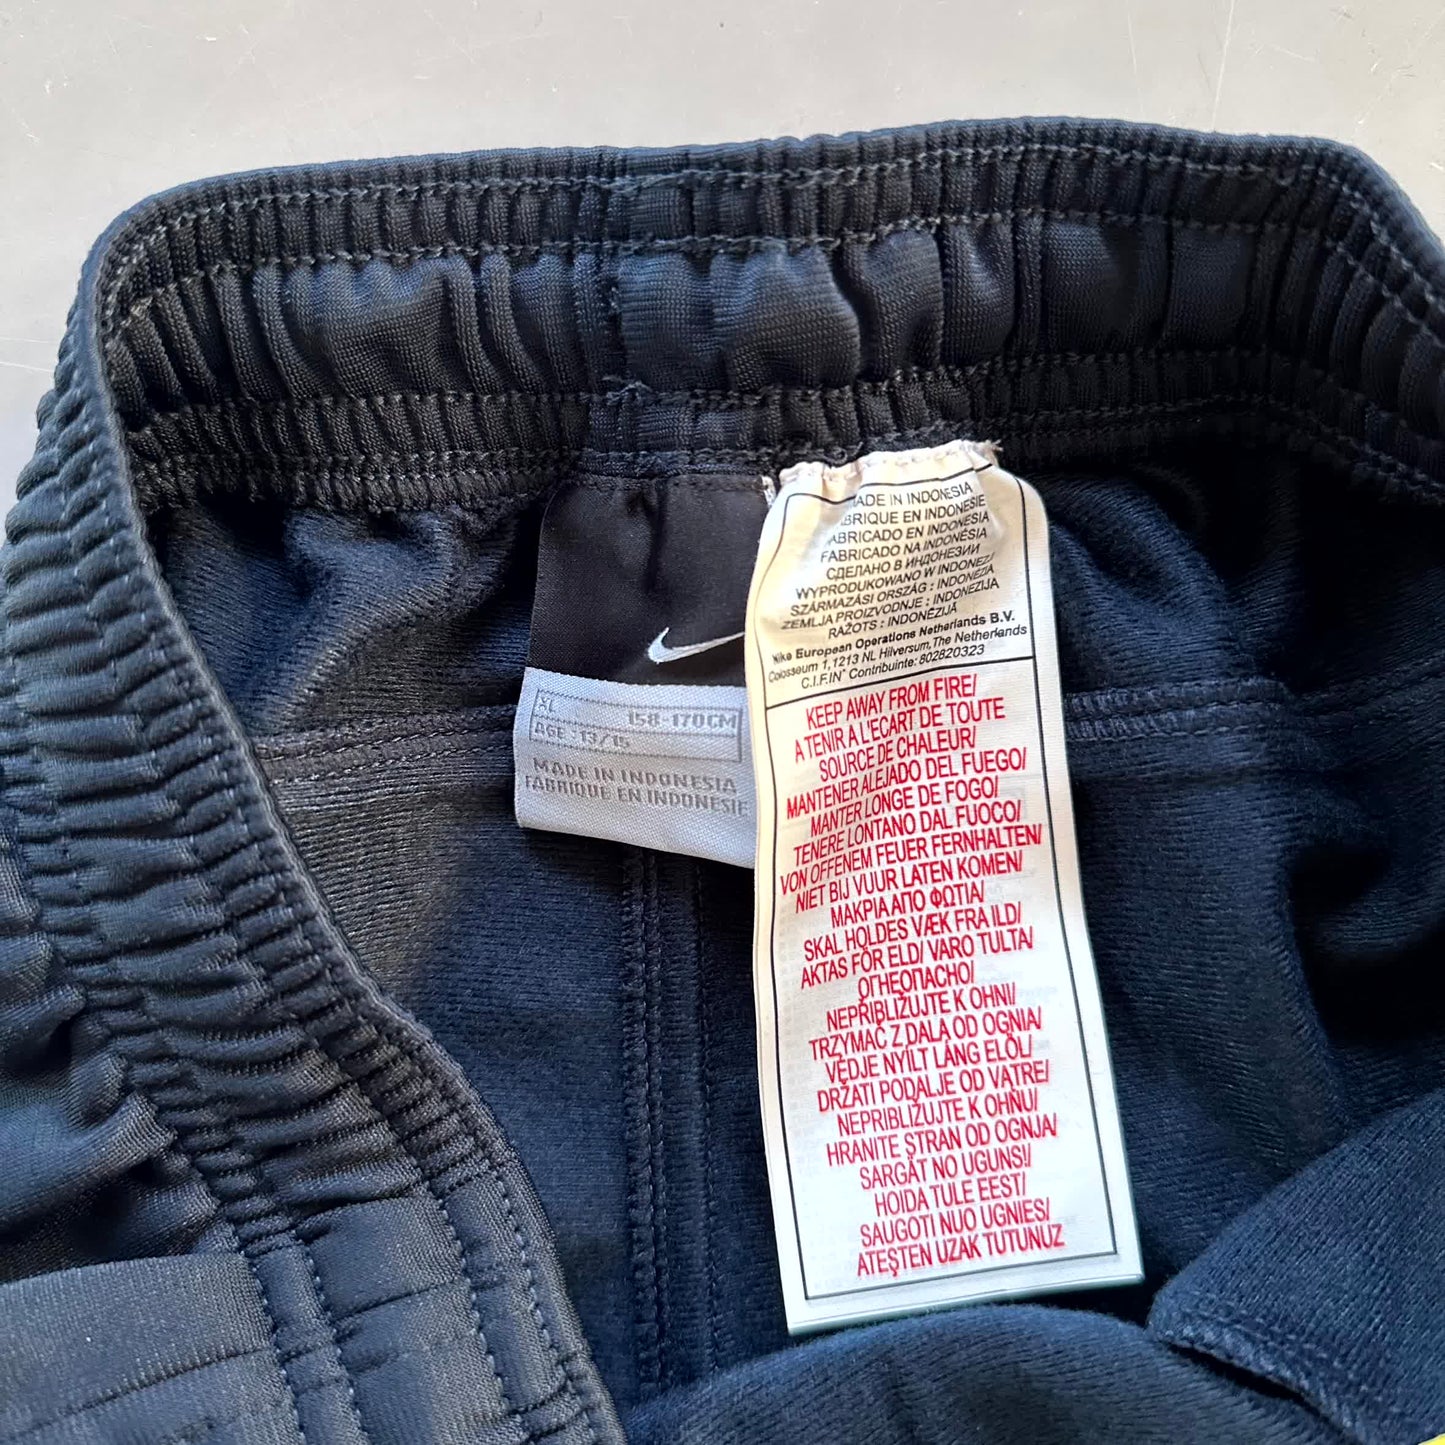 XL 158-170CM
AGE : 13/15
MADE IN INDONESIA
FABRIQUE EN INDONESIE
MADE IN INDONESIA
FABRIQUE EN INDONESIE
FABRICADO EN INDONESIA
FABRICADO NA INDONÉSIA
СДЕЛАНО В ИНДОНЕЗИИ
WYPRODUKOWANO W INDONEZJI
SZÁRMAZÁSI ORSZÁG : INDONÉZIA
ZEMLJA PROIZVODNJE : INDONEZIJA
RAŽOTS : INDONĒZIJĀ
Nike European Operations Netherlands B.V.
Colosseum 1,1213 NL Hilversum,The Netherlands
C.I.F.IN° Contribuinte: 802820323
KEEP AWAY FROM FIRE/
A TENIR A L'ECART DE TOUTE
SOURCE DE CHALEUR/
MANTENER ALEJADO DEL FUEGO/
MANTER LONGE DE FOGO/
TENERE LONTANO DAL FUOCO/
VON OFFENEM FEUER FERNHALTEN/
NIET BIJ VUUR LATEN KOMEN/
ΜΑΚΡΙΑ ΑΠΟ ΦΩΤΙΑ/
SKAL HOLDES VÆK FRA ILD/
AKTAS FÖR ELD/ VARO TULTA/
ОГНЕОПАСНО/
NEPRIBLIŽUJTE K OHNI/
TRZYMAĆ Z DALA OD OGNIA/
VÉDJE NYÍLT LÁNG ELŐL/
DRŽATI PODALJE OD VATRE/
NEPRIBLIŽUJTE K OHŇU/
HRANITE STRAN OD OGNJA/
SARGĀT NO UGUNS!/
HOIDA TULE EEST/
SAUGOTI NUO UGNIES/
ATEŞTEN UZAK TUTUNUZ